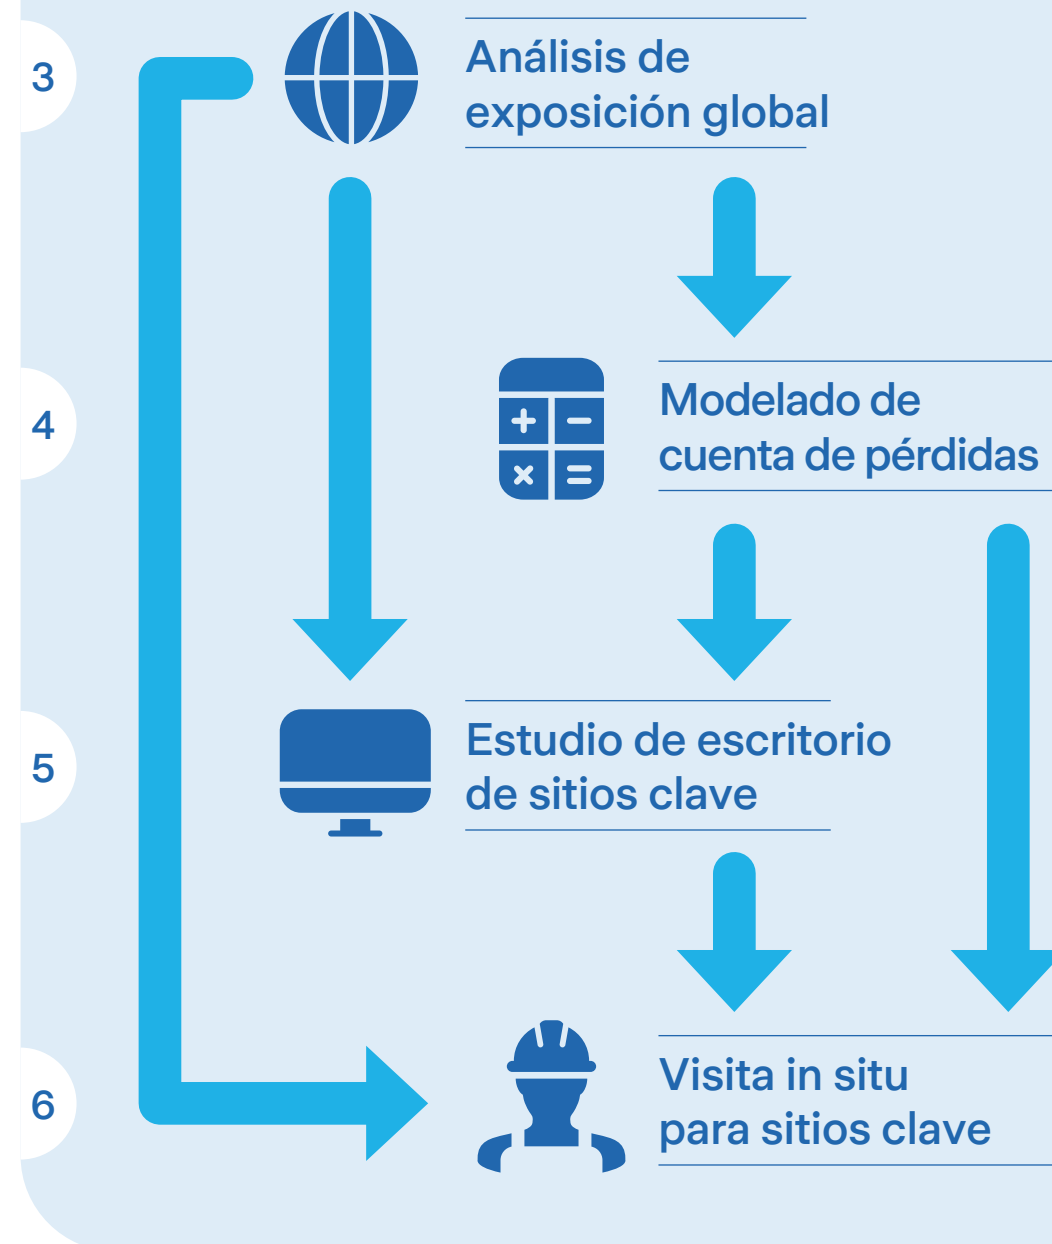 3
Análisis de
exposición global
4
Modelado de
cuenta de pérdidas
5
Estudio de escritorio
de sitios clave
6
Visita in situ
para sitios clave